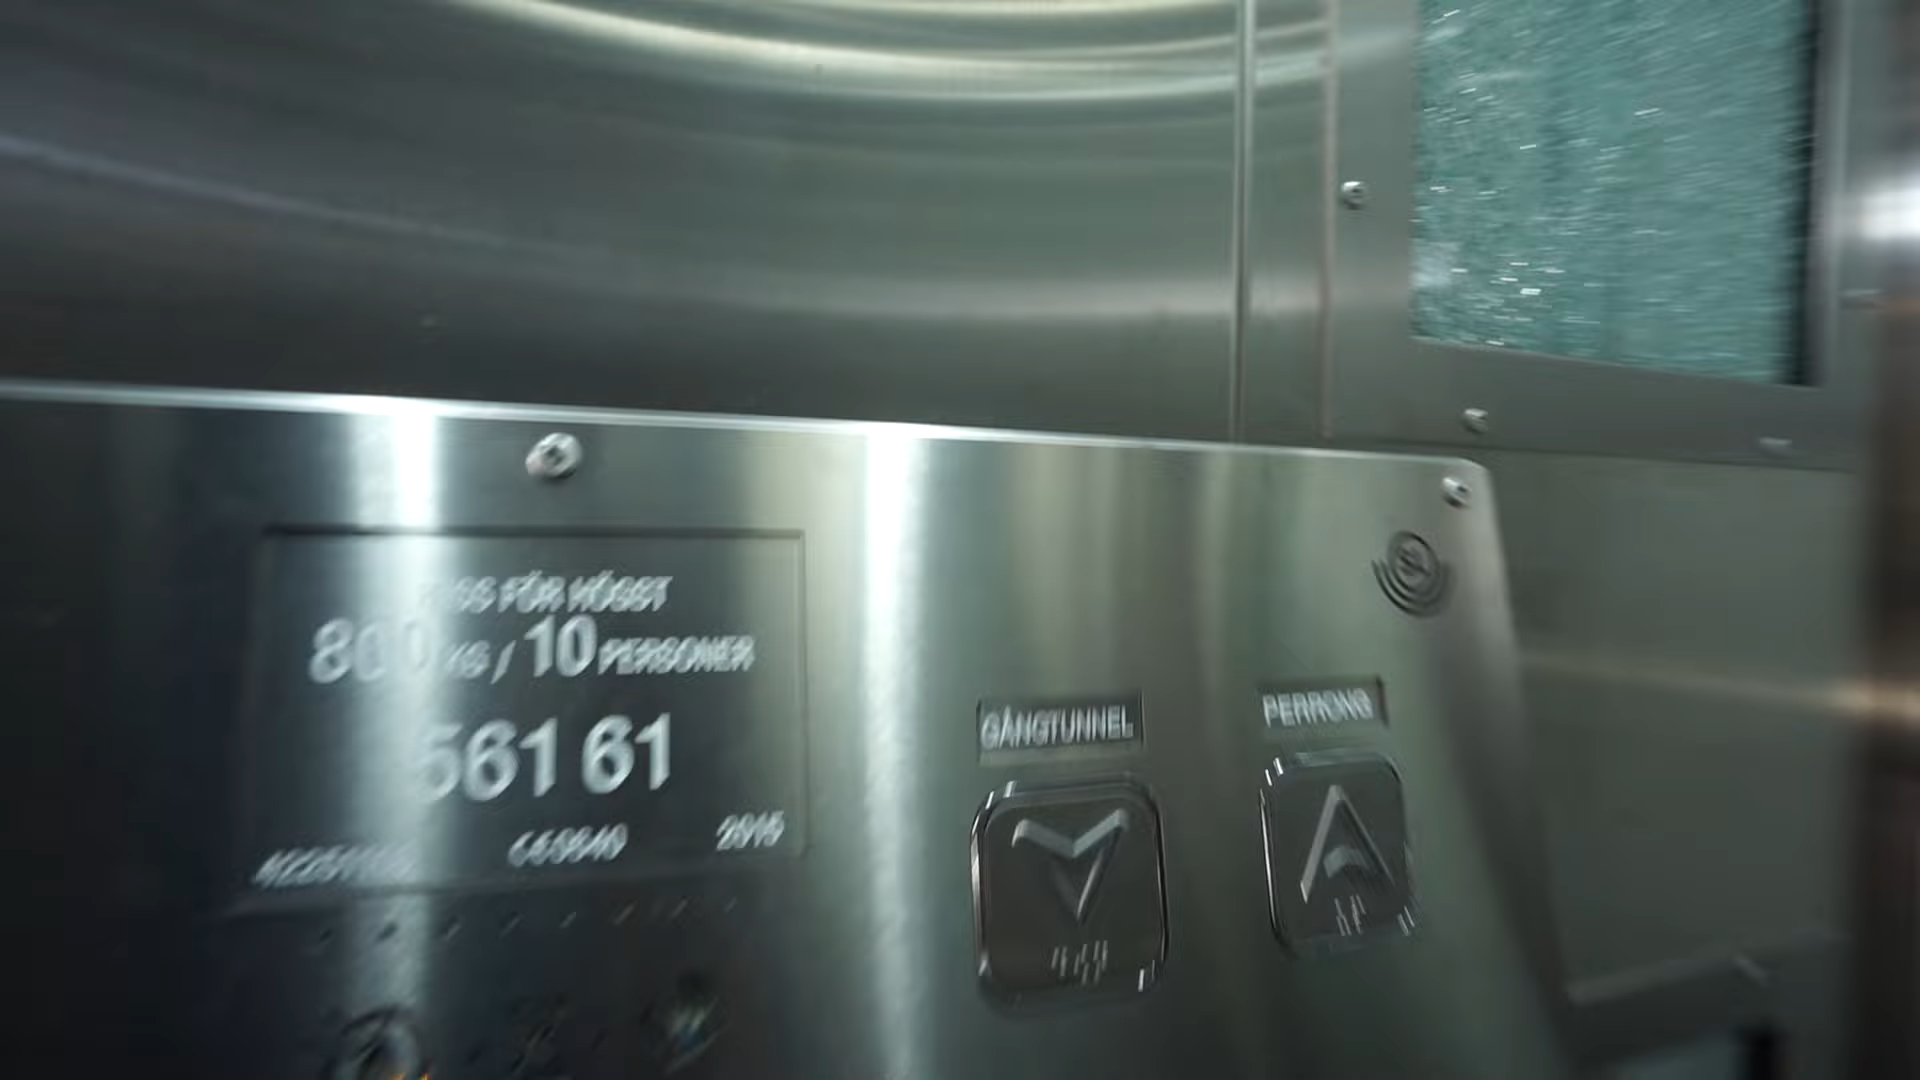 FÖR HÖGST
800 KG / 10 PERSONER
561 61
2015
GÅNGTUNNEL
PERRONG